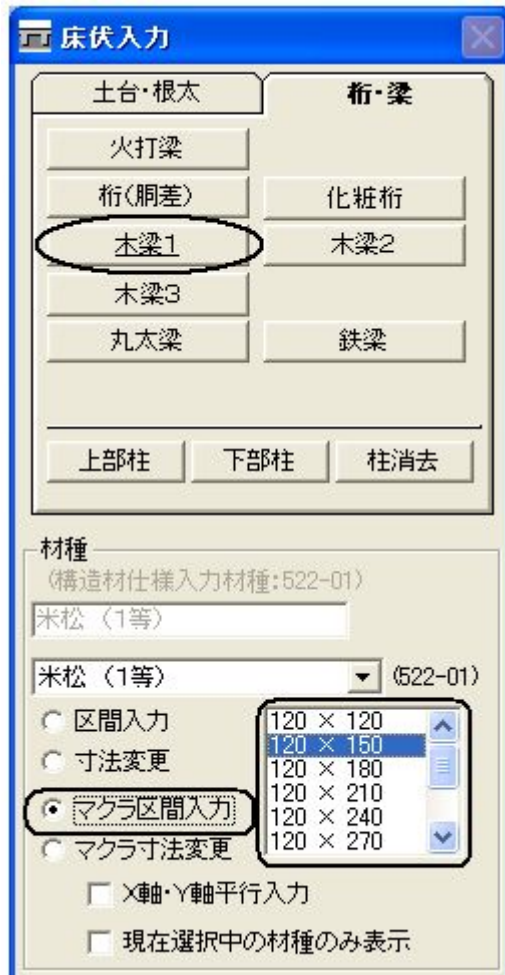 床伏入力
土台・根太 桁・梁
火打梁
桁(胴差) 化粧桁
木梁1 木梁2
木梁3
丸太梁 鉄梁
上部柱 下部柱 柱消去
材種
(構造材仕様入力材種:522-01)
米松 (1等)
米松 (1等) (522-01)
区間入力 120 × 120
120 × 150
寸法変更 120 × 180
120 × 210
マクラ区間入力 120 × 240
マクラ寸法変更 120 × 270
X軸・Y軸平行入力
現在選択中の材種のみ表示